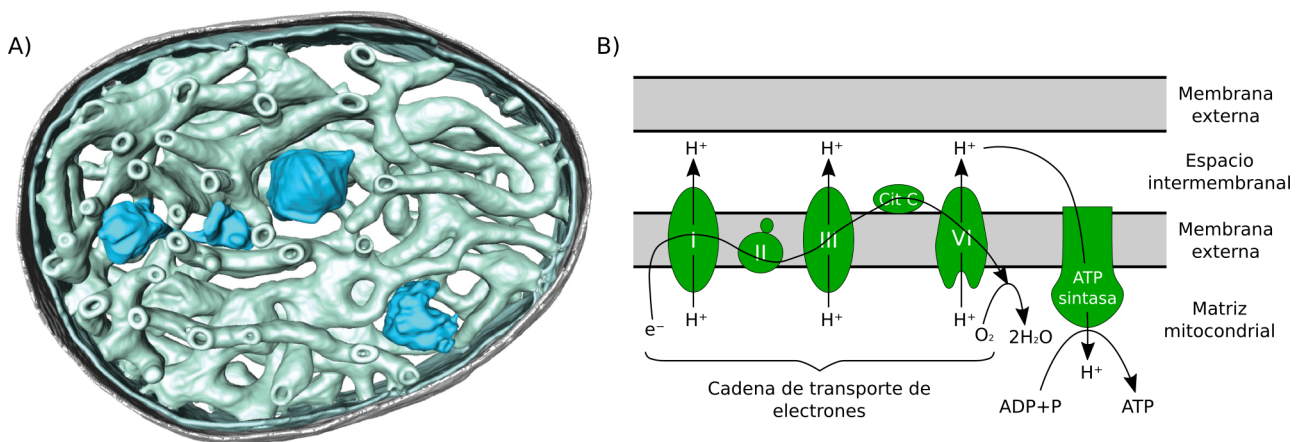 A)
B)
Membrana
externa
H⁺
H⁺
H⁺
Espacio
intermembranal
Cit C
I
II
III
VI
Membrana
externa
ATP
sintasa
Matriz
mitocondrial
e⁻
H⁺
H⁺
H⁺
O₂
2H₂O
H⁺
Cadena de transporte de
electrones
ADP+P
ATP